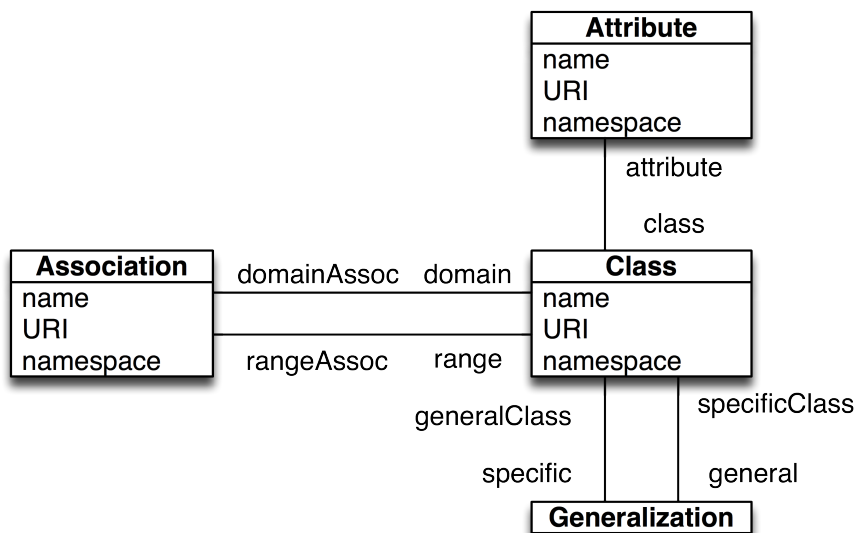 Attribute
name
URI
namespace
attribute
class
Association
name
URI
namespace
domainAssoc domain
rangeAssoc range
Class
name
URI
namespace
generalClass
specificClass
specific
general
Generalization